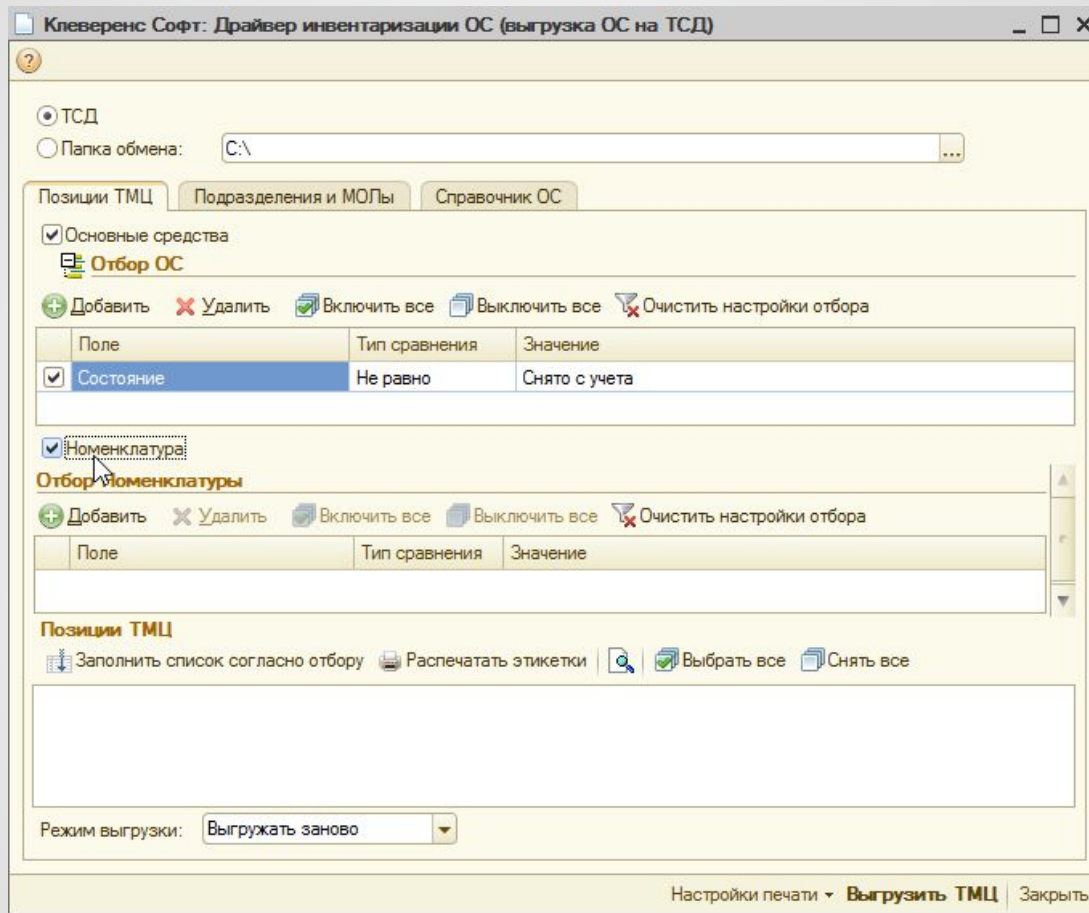 Клеверенс Софт: Драйвер инвентаризации ОС (выгрузка ОС на ТСД)
?
ТСД
Папка обмена: C:\ ...
Позиции ТМЦ Подразделения и МОЛы Справочник ОС
Основные средства
Отбор ОС
Добавить Удалить Включить все Выключить все Очистить настройки отбора
Поле Тип сравнения Значение
Состояние Не равно Снято с учета
Номенклатура
Отбор Номенклатуры
Добавить Удалить Включить все Выключить все Очистить настройки отбора
Поле Тип сравнения Значение
Позиции ТМЦ
Заполнить список согласно отбору Распечатать этикетки Выбрать все Снять все
Режим выгрузки: Выгружать заново
Настройки печати Выгрузить ТМЦ Закрыть